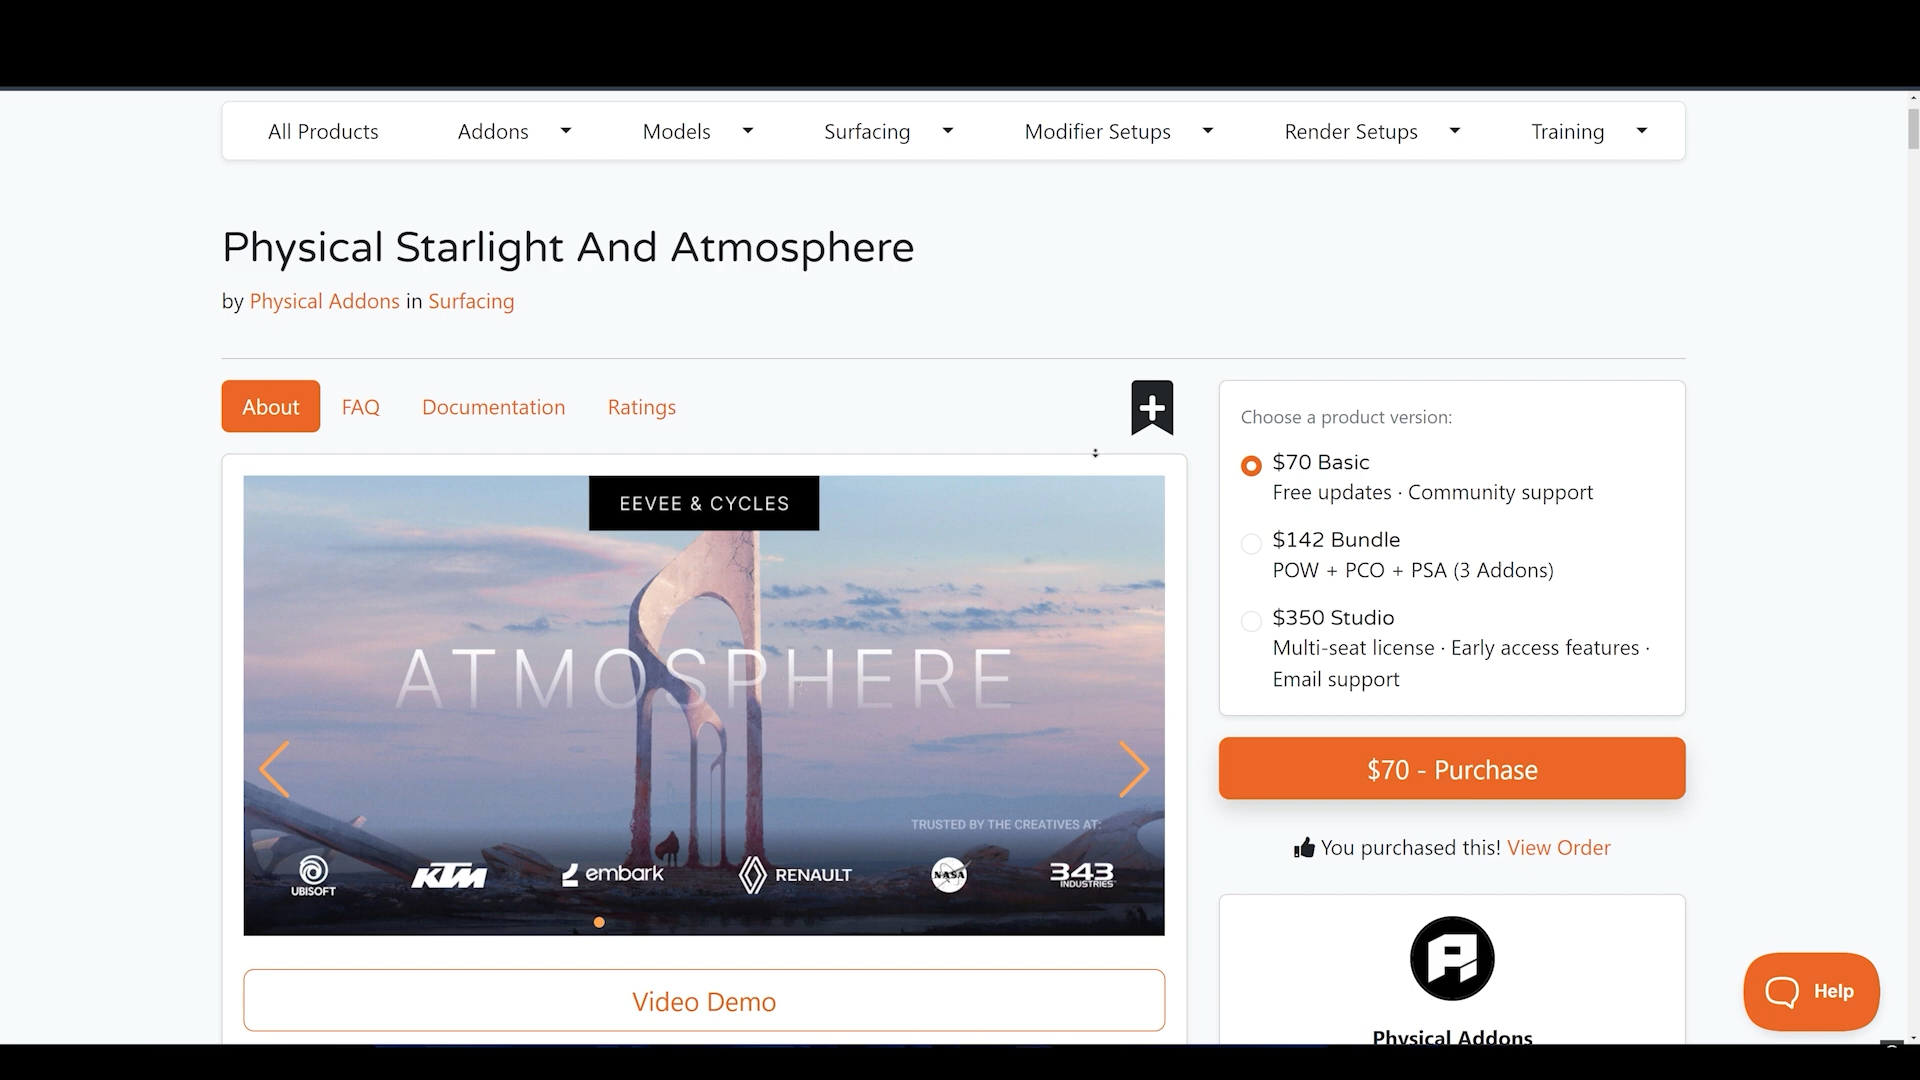 All Products
Addons
Models
Surfacing
Modifier Setups
Render Setups
Training
Physical Starlight And Atmosphere
by Physical Addons in Surfacing
About
FAQ
Documentation
Ratings
EEVEE & CYCLES
ATMOSPHERE
TRUSTED BY THE CREATIVES AT:
UBISOFT
KTM
embark
RENAULT
NASA
343
INDUSTRIES
Video Demo
Choose a product version:
$70 Basic
Free updates · Community support
$142 Bundle
POW + PCO + PSA (3 Addons)
$350 Studio
Multi-seat license · Early access features ·
Email support
$70 - Purchase
You purchased this! View Order
Physical Addons
Help